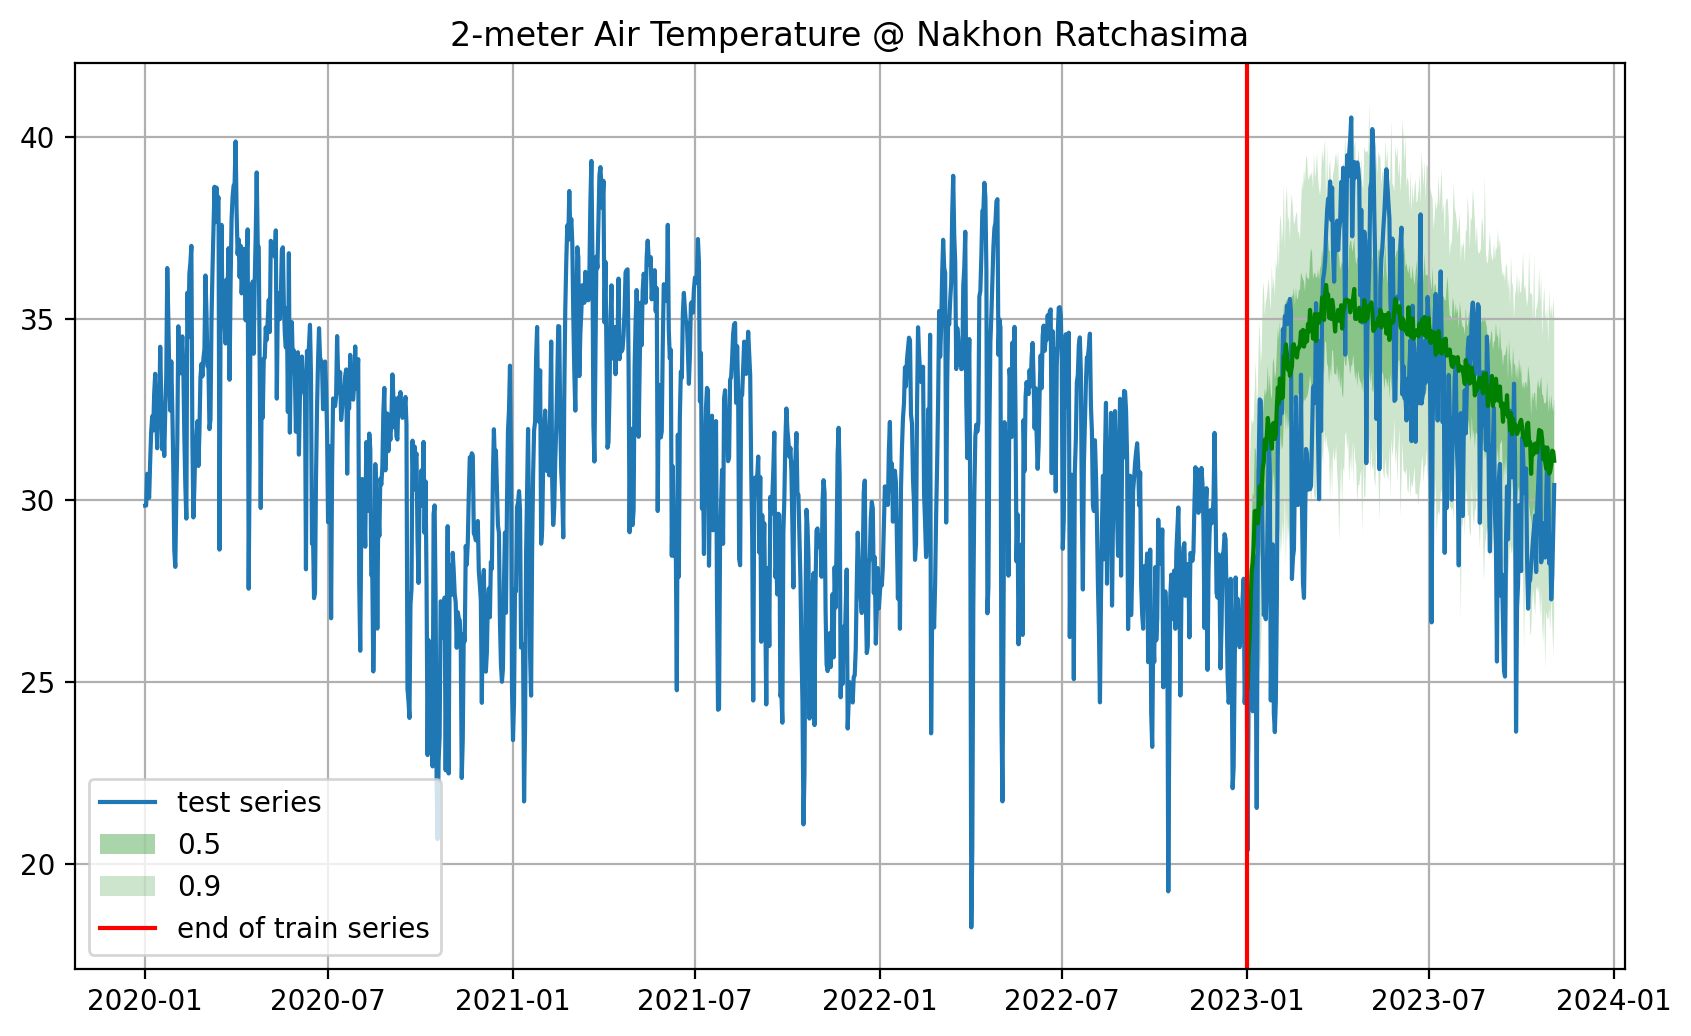 2-meter Air Temperature @ Nakhon Ratchasima
40
35
30
25
20
test series
0.5
0.9
end of train series
2020-01 2020-07 2021-01 2021-07 2022-01 2022-07 2023-01 2023-07 2024-01